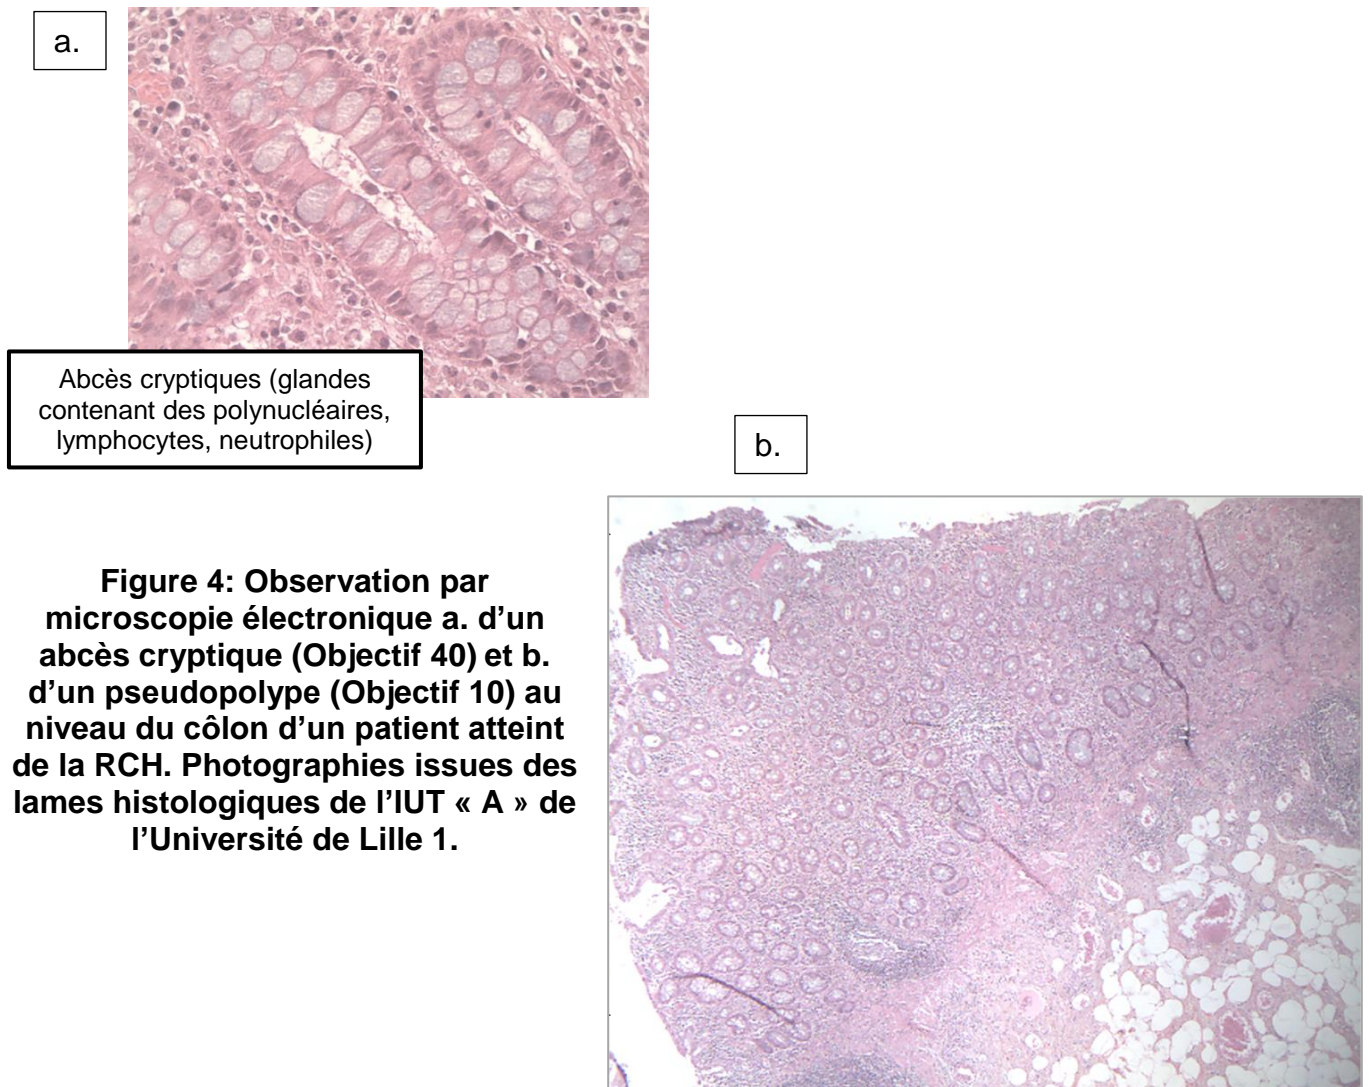 a.
Abcès cryptiques (glandes
contenant des polynucléaires,
lymphocytes, neutrophiles)
b.
Figure 4: Observation par
microscopie électronique a. d’un
abcès cryptique (Objectif 40) et b.
d’un pseudopolype (Objectif 10) au
niveau du côlon d’un patient atteint
de la RCH. Photographies issues des
lames histologiques de l’IUT « A » de
l’Université de Lille 1.